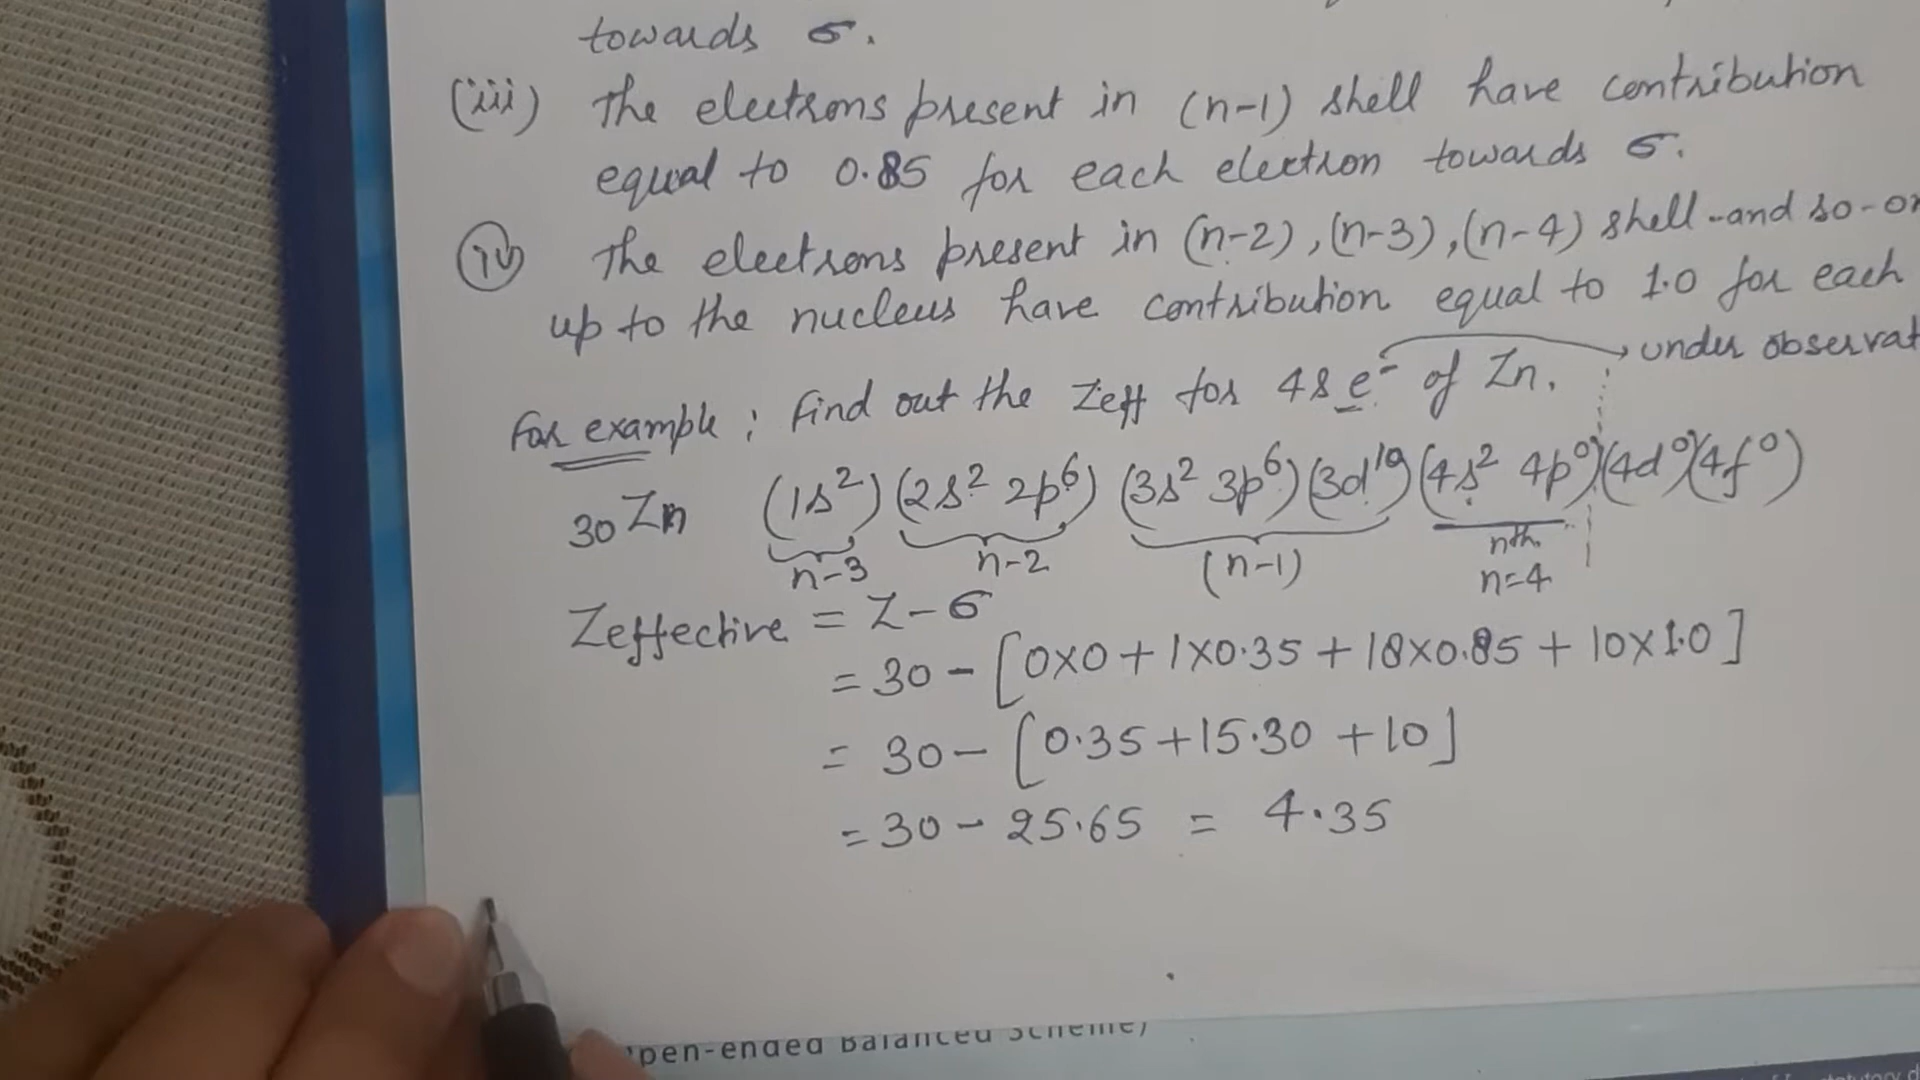 towards σ.
(iii) The electrons present in (n-1) shell have contribution
equal to 0.85 for each electron towards σ.
(iv) The electrons present in (n-2), (n-3), (n-4) shell and so-on
up to the nucleus have contribution equal to 1.0 for each
under observat
For example : Find out the Zeff for 4s e⁻ of Zn.
₃₀Zn (1s²) (2s² 2p⁶) (3s² 3p⁶) (3d¹⁰) (4s² 4p⁰) (4d⁰) (4f⁰)
n-3 n-2 (n-1) nth
n=4
Zeffective = Z-σ
= 30 - [0×0 + 1×0.35 + 18×0.85 + 10×1.0]
= 30 - [0.35 + 15.30 + 10]
= 30 - 25.65 = 4.35
pen-ended Balanced Scheme)